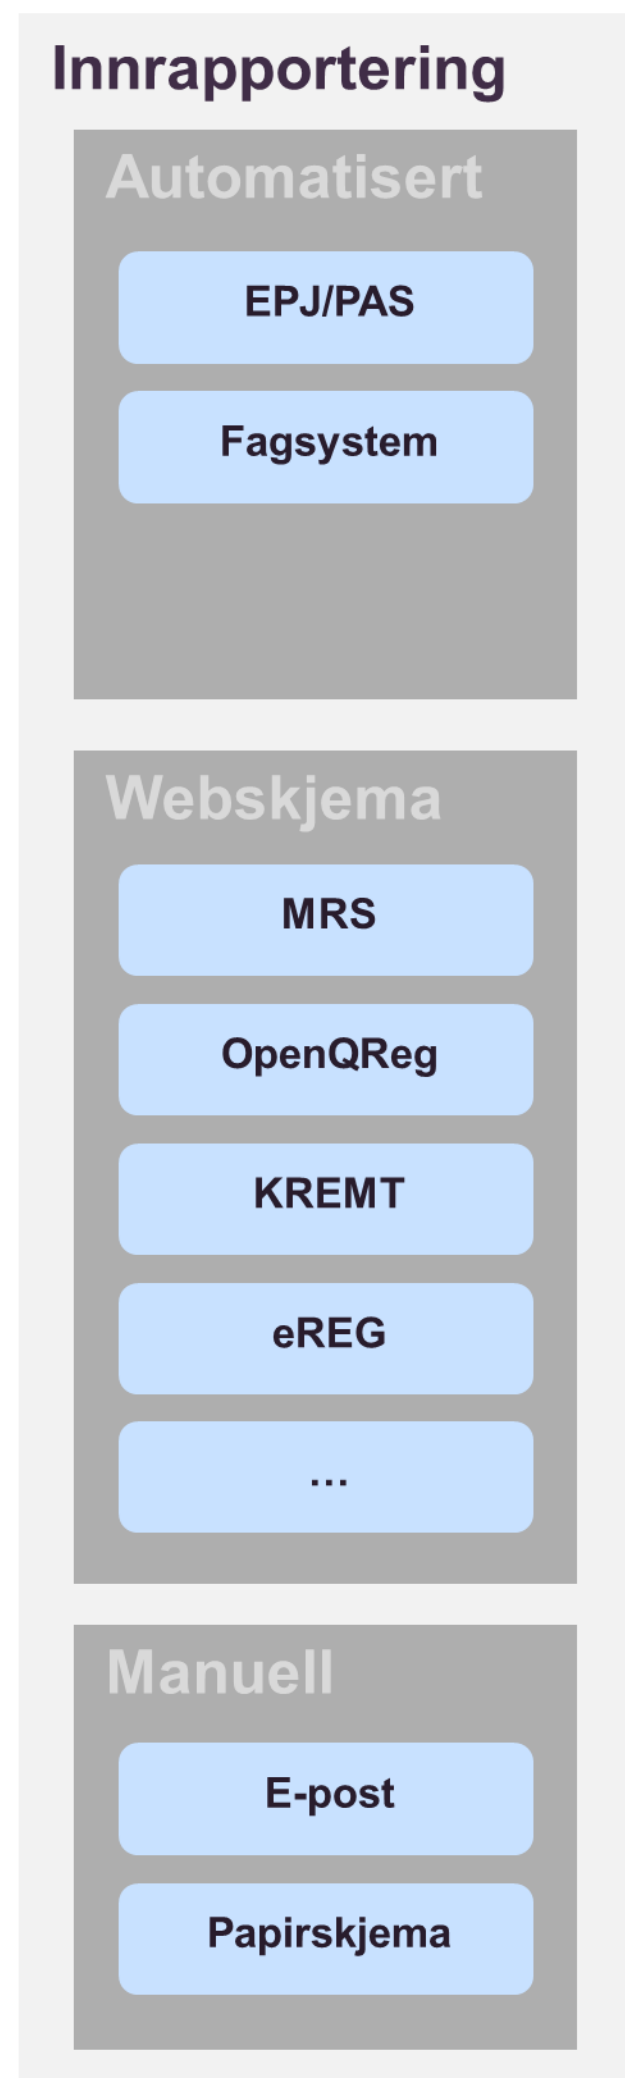 Innrapportering
Automatisert
EPJ/PAS
Fagsystem
Webskjema
MRS
OpenQReg
KREMT
eREG
...
Manuell
E-post
Papirskjema